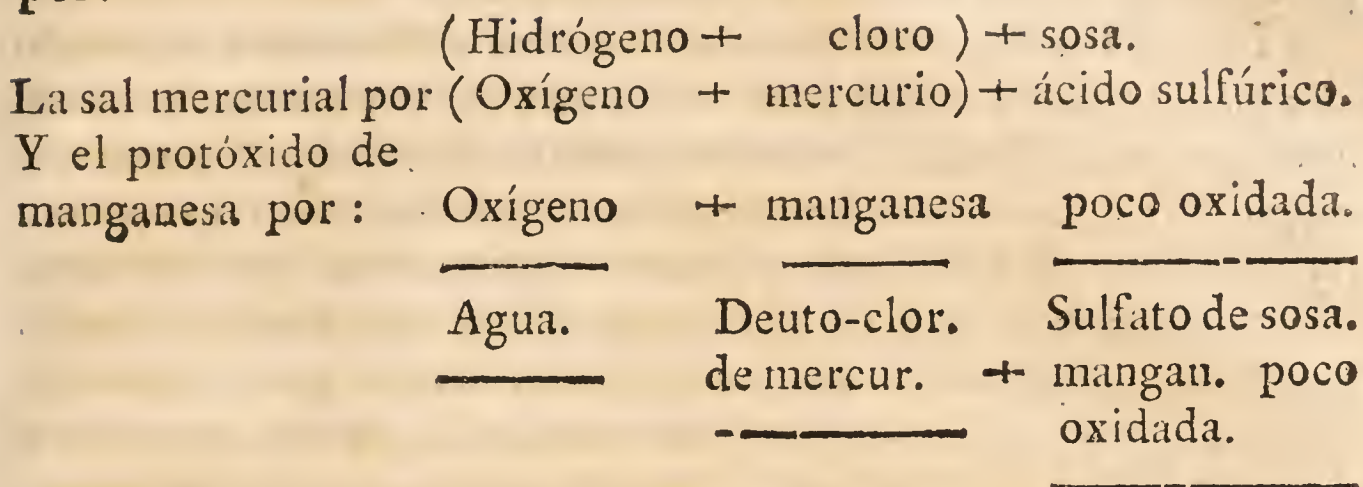 (Hidrógeno + cloro ) + sosa.
La sal mercurial por ( Oxígeno + mercurio) + ácido sulfúrico.
Y el protóxido de
manganesa por : Oxígeno + manganesa poco oxidada.
Agua. Deuto-clor. Sulfato de sosa.
de mercur. + mangan. poco
oxidada.